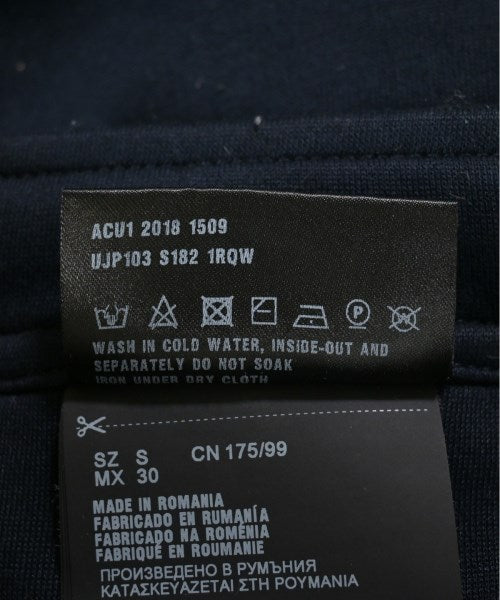 ACU1 2018 1509
UJP103 S182 1RQW
P
WASH IN COLD WATER, INSIDE-OUT AND
SEPARATELY DO NOT SOAK
IRON UNDER DRY CLOTH
SZ S CN 175/99
MX 30
MADE IN ROMANIA
FABRICADO EN RUMANÍA
FABRICADO NA ROMÉNIA
FABRIQUÉ EN ROUMANIE
ПРОИЗВЕДЕНО В РУМЪНИЯ
ΚΑΤΑΣΚΕΥΑΖΕΤΑΙ ΣΤΗ ΡΟΥΜΑΝΙΑ